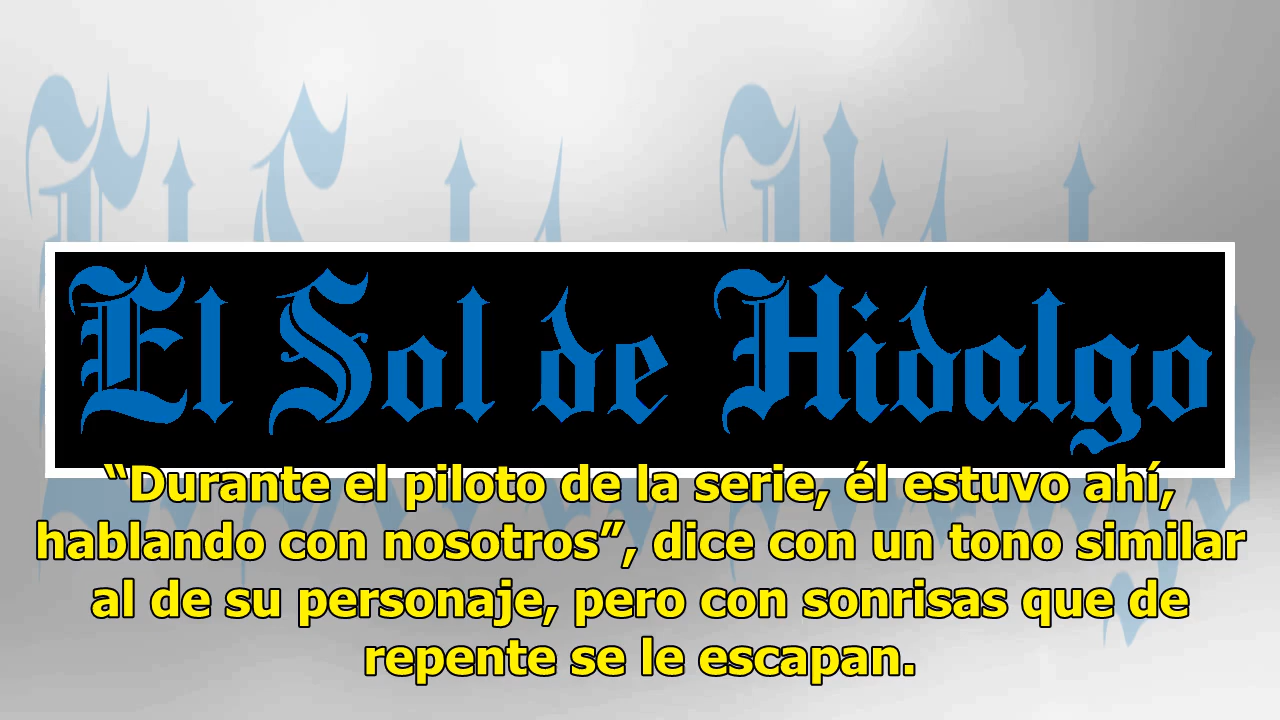 El Sol de Hidalgo
“Durante el piloto de la serie, él estuvo ahí,
hablando con nosotros”, dice con un tono similar
al de su personaje, pero con sonrisas que de
repente se le escapan.